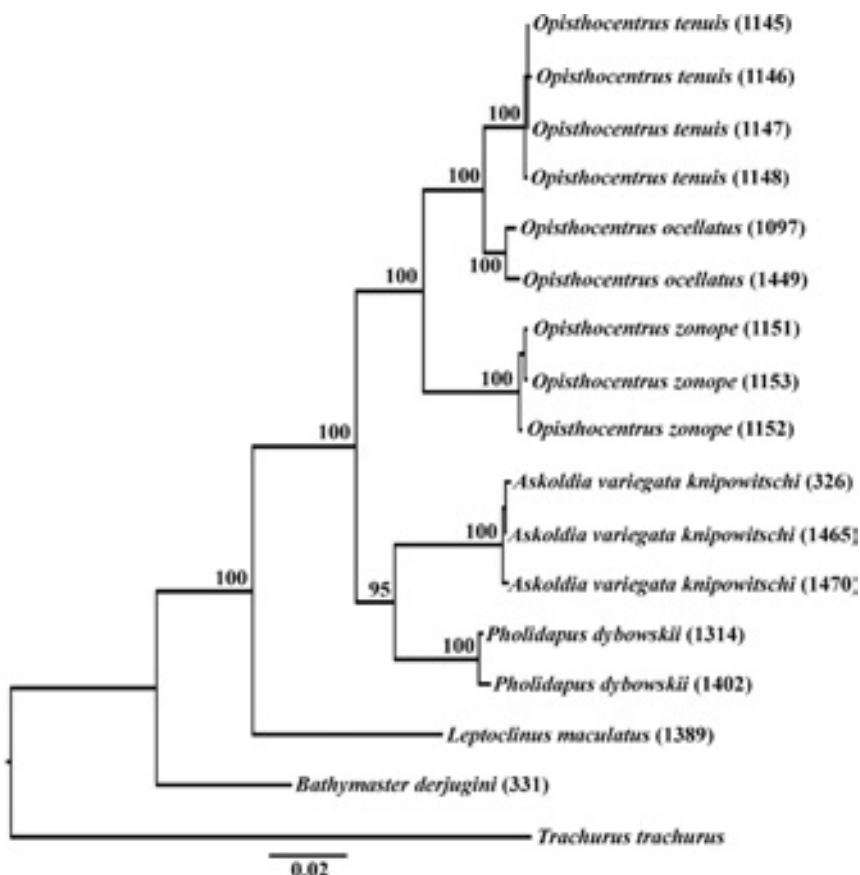 Opisthocentrus tenuis (1145)
Opisthocentrus tenuis (1146)
100
Opisthocentrus tenuis (1147)
Opisthocentrus tenuis (1148)
100
Opisthocentrus ocellatus (1097)
100
Opisthocentrus ocellatus (1449)
100
Opisthocentrus zonope (1151)
100
Opisthocentrus zonope (1153)
Opisthocentrus zonope (1152)
100
Askoldia variegata knipowitschi (326)
100
Askoldia variegata knipowitschi (1465)
100
Askoldia variegata knipowitschi (1470)
95
Pholidapus dybowskii (1314)
100
Pholidapus dybowskii (1402)
Leptoclinus maculatus (1389)
Bathymaster derjugini (331)
Trachurus trachurus
0.02